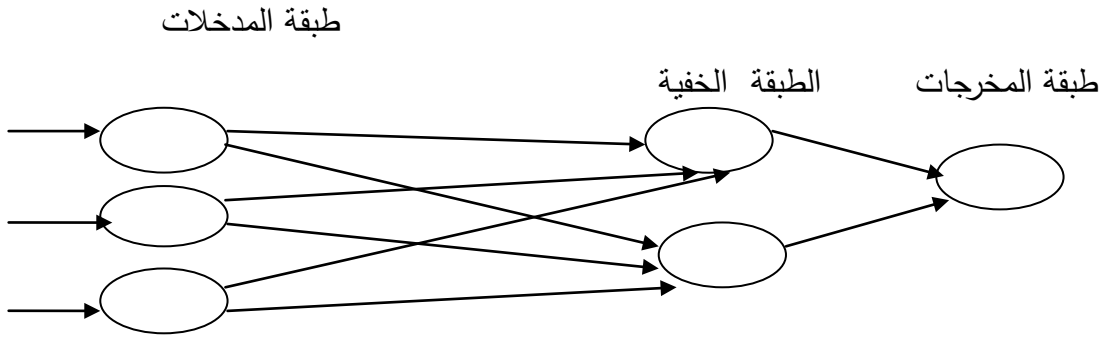 طبقة المدخلات
طبقة المخرجات
الطبقة الخفية